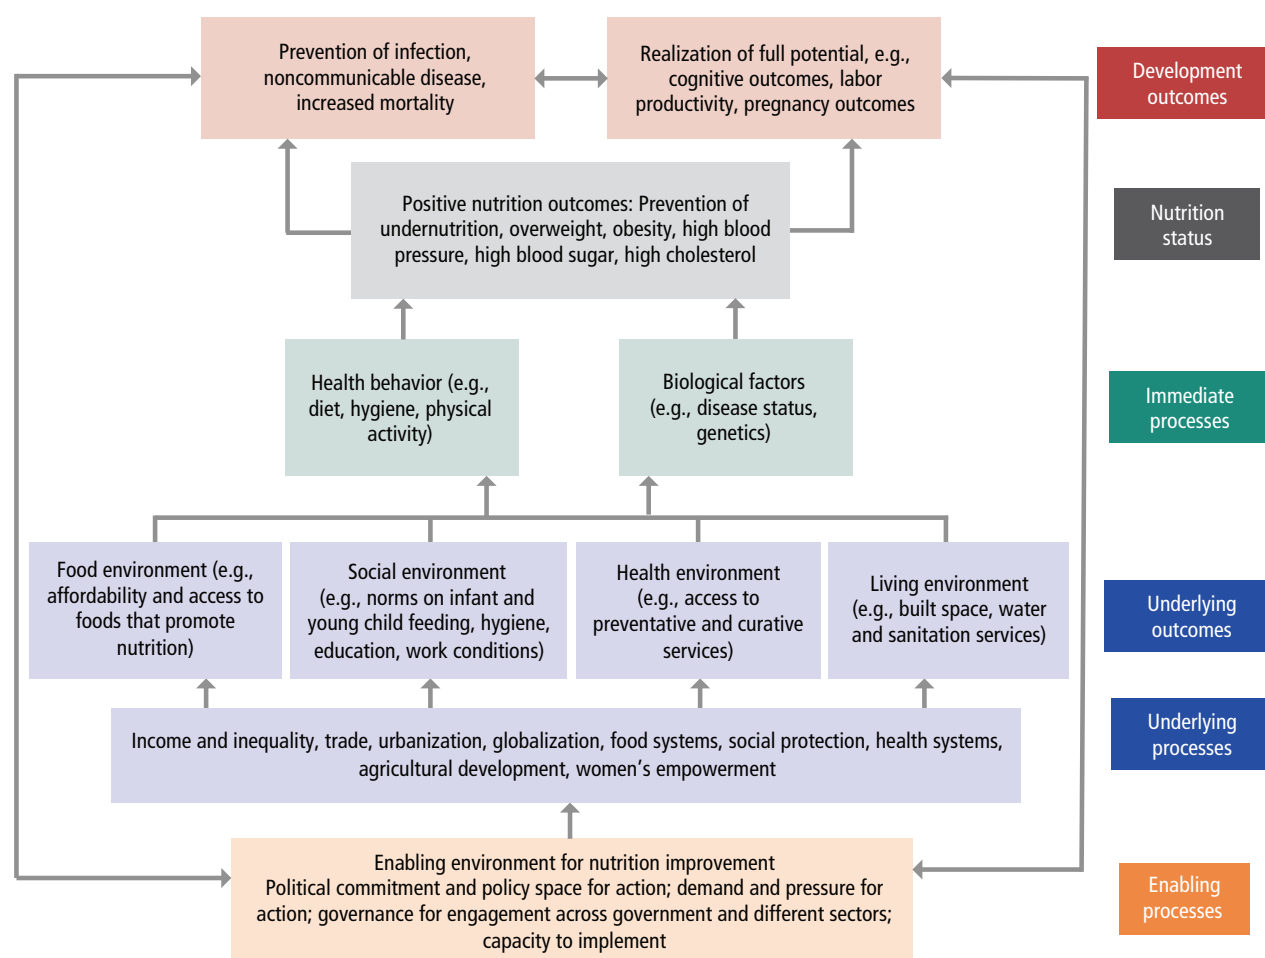 Prevention of infection,
noncommunicable disease,
increased mortality
Realization of full potential, e.g.,
cognitive outcomes, labor
productivity, pregnancy outcomes
Development
outcomes
Positive nutrition outcomes: Prevention of
undernutrition, overweight, obesity, high blood
pressure, high blood sugar, high cholesterol
Nutrition
status
Health behavior (e.g.,
diet, hygiene, physical
activity)
Biological factors
(e.g., disease status,
genetics)
Immediate
processes
Food environment (e.g.,
affordability and access to
foods that promote
nutrition)
Social environment
(e.g., norms on infant and
young child feeding, hygiene,
education, work conditions)
Health environment
(e.g., access to
preventative and curative
services)
Living environment
(e.g., built space, water
and sanitation services)
Underlying
outcomes
Income and inequality, trade, urbanization, globalization, food systems, social protection, health systems,
agricultural development, women's empowerment
Underlying
processes
Enabling environment for nutrition improvement
Political commitment and policy space for action; demand and pressure for
action; governance for engagement across government and different sectors;
capacity to implement
Enabling
processes